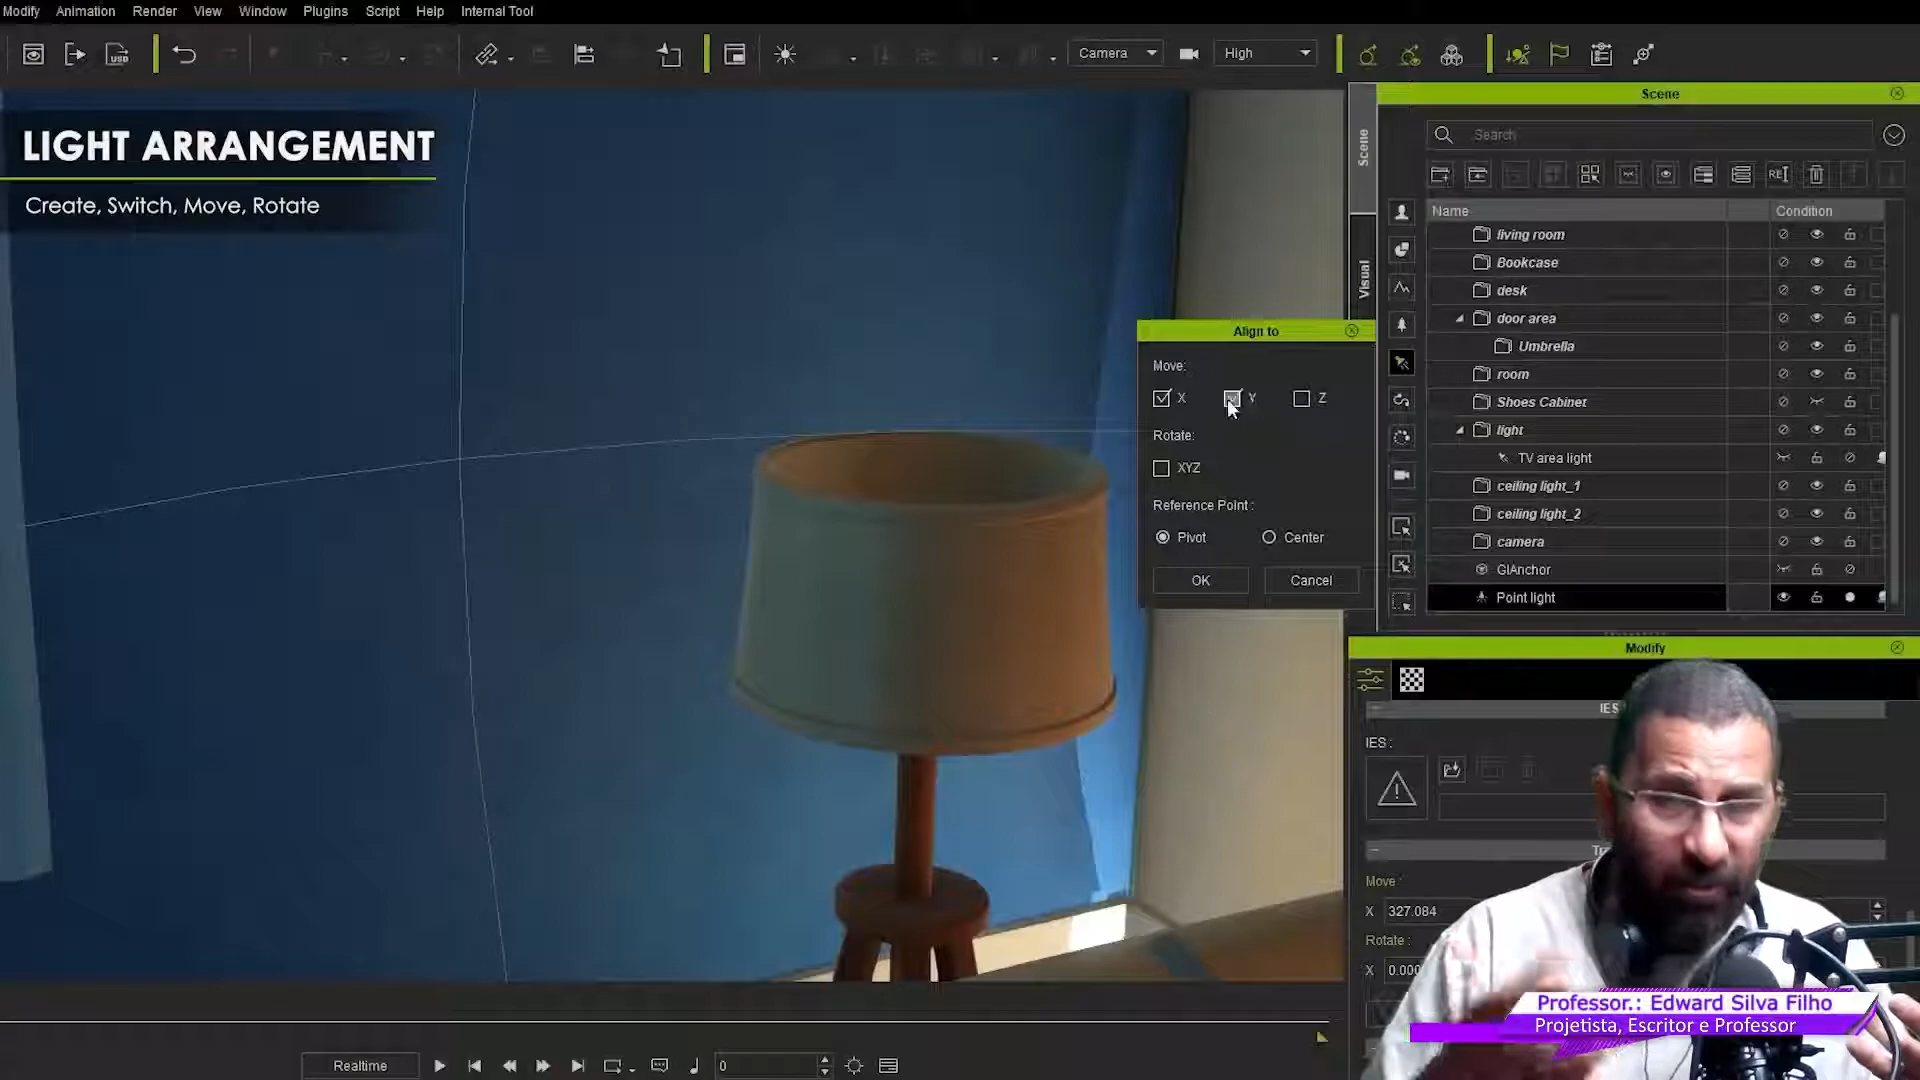 Modify Animation Render View Window Plugins Script Help Internal Tool
USD
Camera High
LIGHT ARRANGEMENT
Create, Switch, Move, Rotate
Scene
Search
Scene
Visual
Name Condition
living room
Bookcase
desk
door area
Umbrella
room
Shoes Cabinet
light
TV area light
ceiling light_1
ceiling light_2
camera
GIAnchor
Point light
Align to
Move:
X Y Z
Rotate:
XYZ
Reference Point :
Pivot Center
OK Cancel
Modify
IES
IES :
Move
X 327.084
Rotate :
X 0.000
Professor.: Edward Silva Filho
Projetista, Escritor e Professor
Realtime
0